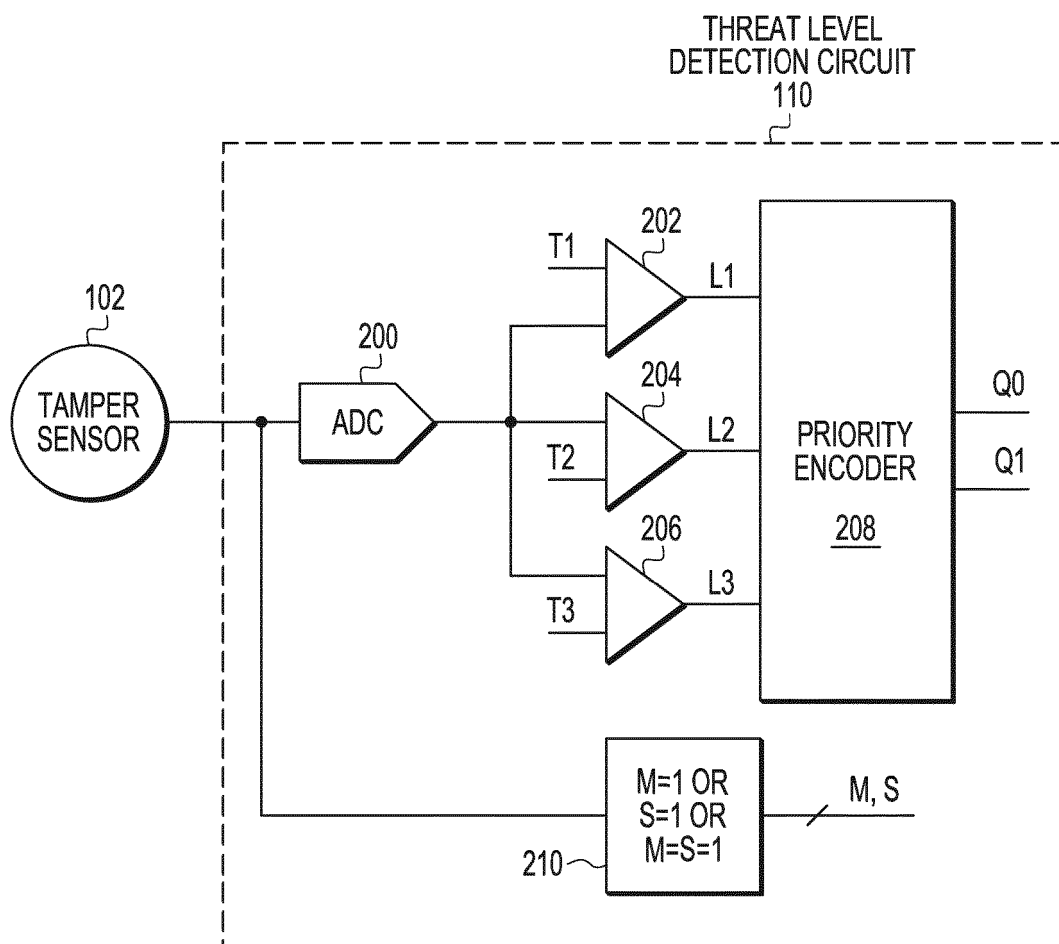 THREAT LEVEL
DETECTION CIRCUIT
110
202
T1
L1
102
200
204
TAMPER
SENSOR
ADC
T2
L2
Q0
PRIORITY
ENCODER
Q1
208
206
T3
L3
M=1 OR
S=1 OR
M=S=1
M, S
210